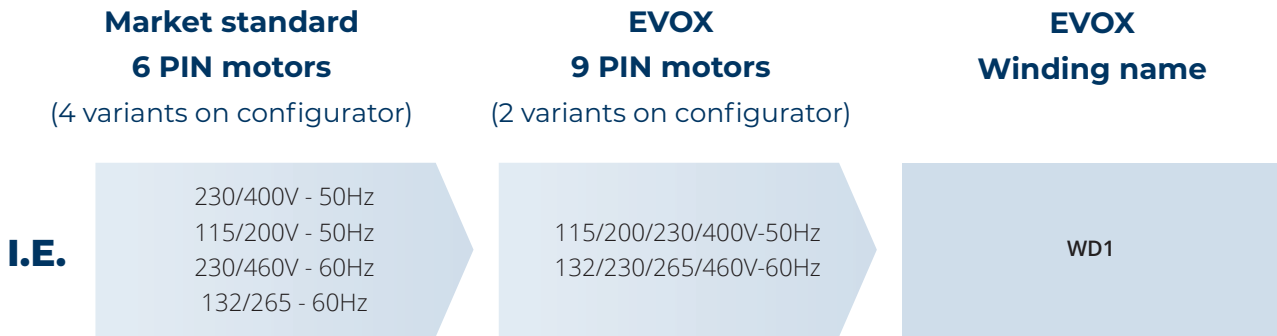 Market standard
6 PIN motors
(4 variants on configurator)
EVOX
9 PIN motors
(2 variants on configurator)
EVOX
Winding name
I.E.
230/400V - 50Hz
115/200V - 50Hz
230/460V - 60Hz
132/265 - 60Hz
115/200/230/400V-50Hz
132/230/265/460V-60Hz
WD1